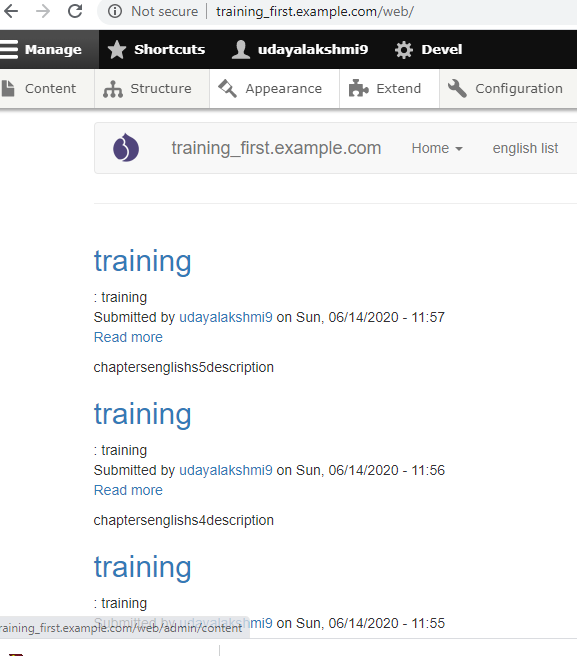 Not secure | training_first.example.com/web/
Manage Shortcuts udayalakshmi9 Devel
Content Structure Appearance Extend Configuration
training_first.example.com Home english list
training
: training
Submitted by udayalakshmi9 on Sun, 06/14/2020 - 11:57
Read more
chaptersenglishs5description
training
: training
Submitted by udayalakshmi9 on Sun, 06/14/2020 - 11:56
Read more
chaptersenglishs4description
training
: training
Submitted by udayalakshmi9 on Sun, 06/14/2020 - 11:55
raining_first.example.com/web/admin/content